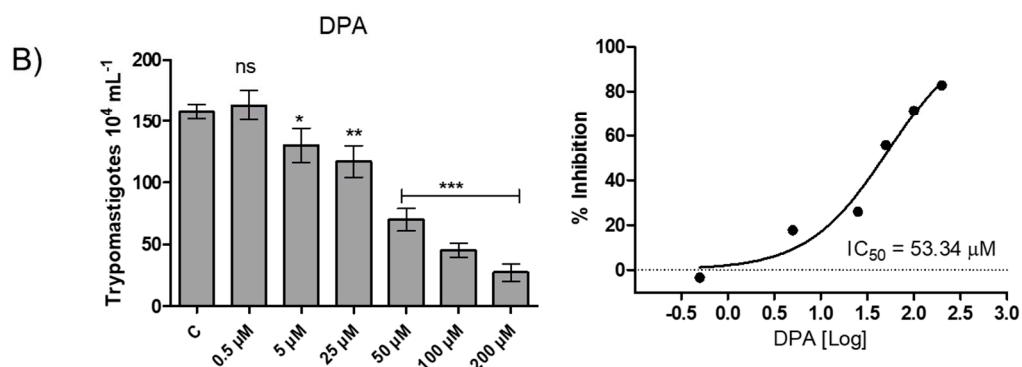 B)
DPA
Trypomastigotes 10⁴ mL⁻¹
200
150
100
50
0
ns
*
**
***
C
0.5 µM
5 µM
25 µM
50 µM
100 µM
200 µM
% Inhibition
100
80
60
40
20
0
IC₅₀ = 53.34 µM
-0.5 0.0 0.5 1.0 1.5 2.0 2.5 3.0
DPA [Log]